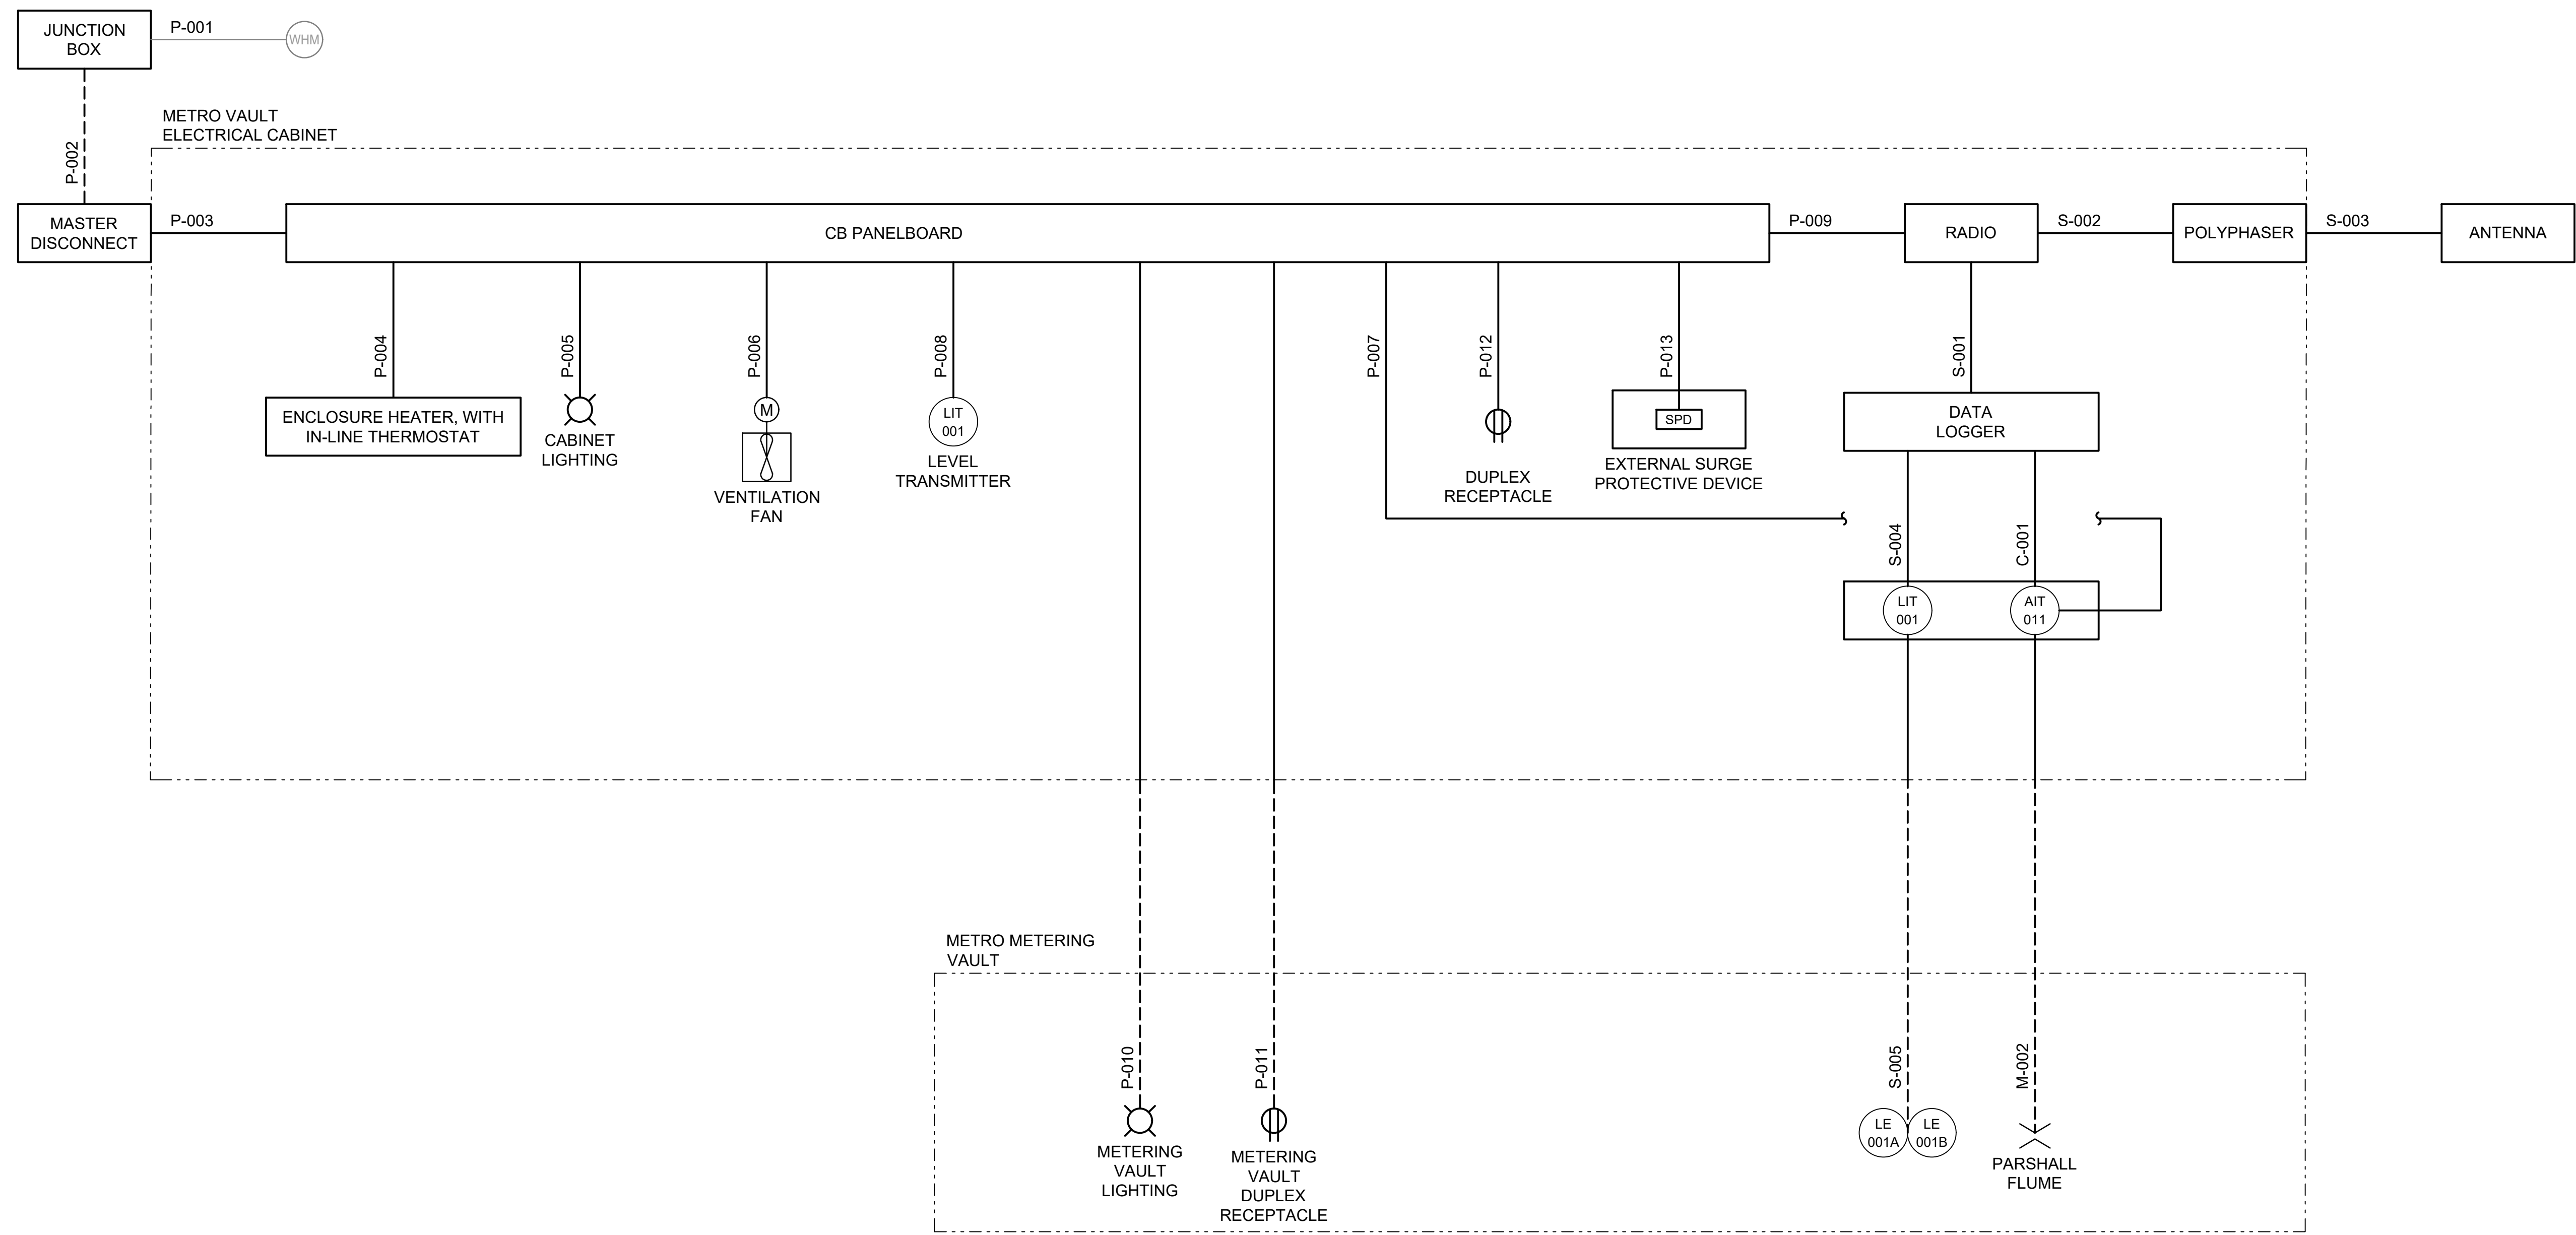 JUNCTION
BOX
P-001
WHM
P-002
METRO VAULT
ELECTRICAL CABINET
MASTER
DISCONNECT
P-003
CB PANELBOARD
P-009
RADIO
S-002
POLYPHASER
S-003
ANTENNA
P-004
P-005
P-006
P-008
P-007
P-012
P-013
S-001
ENCLOSURE HEATER, WITH
IN-LINE THERMOSTAT
CABINET
LIGHTING
M
VENTILATION
FAN
LIT
001
LEVEL
TRANSMITTER
DUPLEX
RECEPTACLE
SPD
EXTERNAL SURGE
PROTECTIVE DEVICE
DATA
LOGGER
S-004
C-001
LIT
001
AIT
011
METRO METERING
VAULT
P-010
P-011
S-005
M-002
METERING
VAULT
LIGHTING
METERING
VAULT
DUPLEX
RECEPTACLE
LE
001A
LE
001B
PARSHALL
FLUME